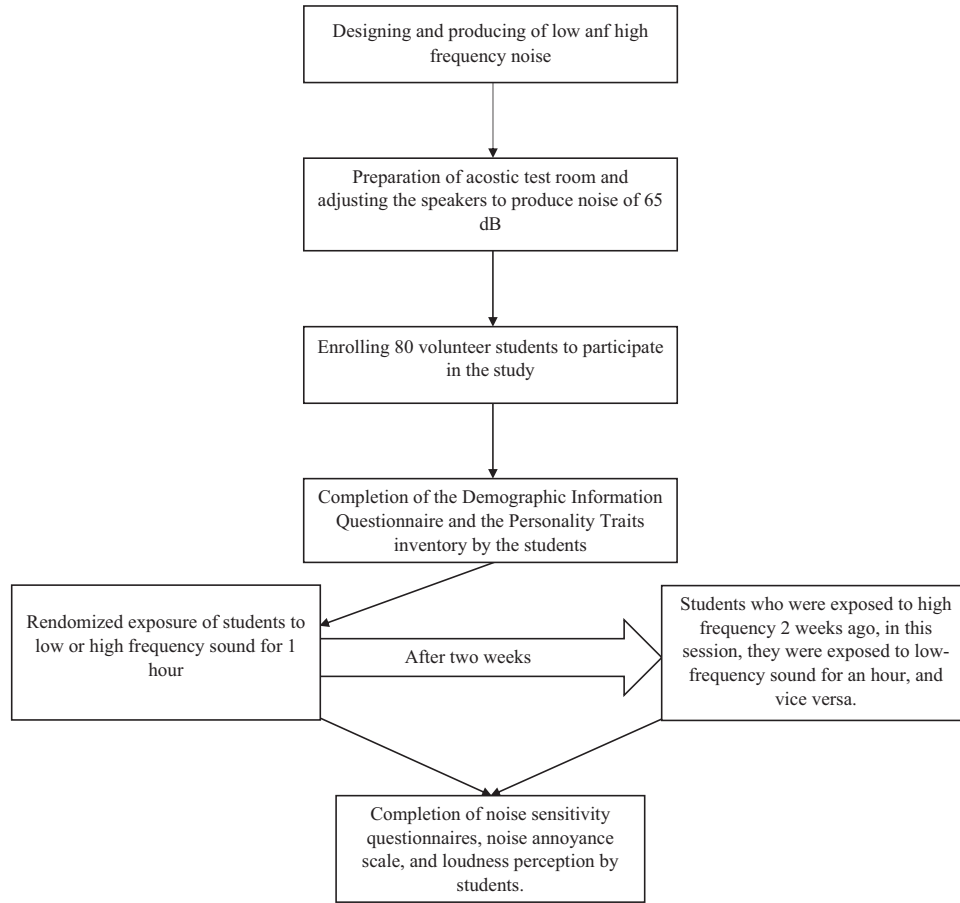 Designing and producing of low anf high
frequency noise
Preparation of acostic test room and
adjusting the speakers to produce noise of 65
dB
Enrolling 80 volunteer students to participate
in the study
Completion of the Demographic Information
Questionnaire and the Personality Traits
inventory by the students
Rendomized exposure of students to
low or high frequency sound for 1
hour
After two weeks
Students who were exposed to high
frequency 2 weeks ago, in this
session, they were exposed to low-
frequency sound for an hour, and
vice versa.
Completion of noise sensitivity
questionnaires, noise annoyance
scale, and loudness perception by
students.